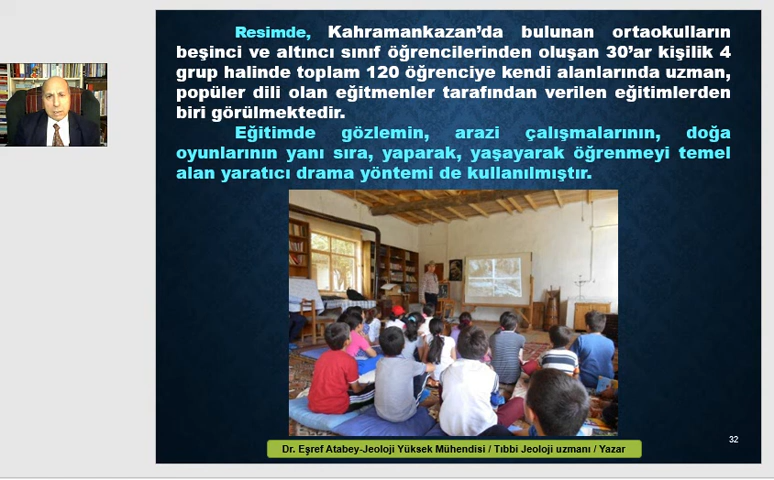 Resimde, Kahramankazan’da bulunan ortaokulların
beşinci ve altıncı sınıf öğrencilerinden oluşan 30’ar kişilik 4
grup halinde toplam 120 öğrenciye kendi alanlarında uzman,
popüler dili olan eğitmenler tarafından verilen eğitimlerden
biri görülmektedir.
Eğitimde gözlemin, arazi çalışmalarının, doğa
oyunlarının yanı sıra, yaparak, yaşayarak öğrenmeyi temel
alan yaratıcı drama yöntemi de kullanılmıştır.
32
Dr. Eşref Atabey-Jeoloji Yüksek Mühendisi / Tıbbi Jeoloji uzmanı / Yazar